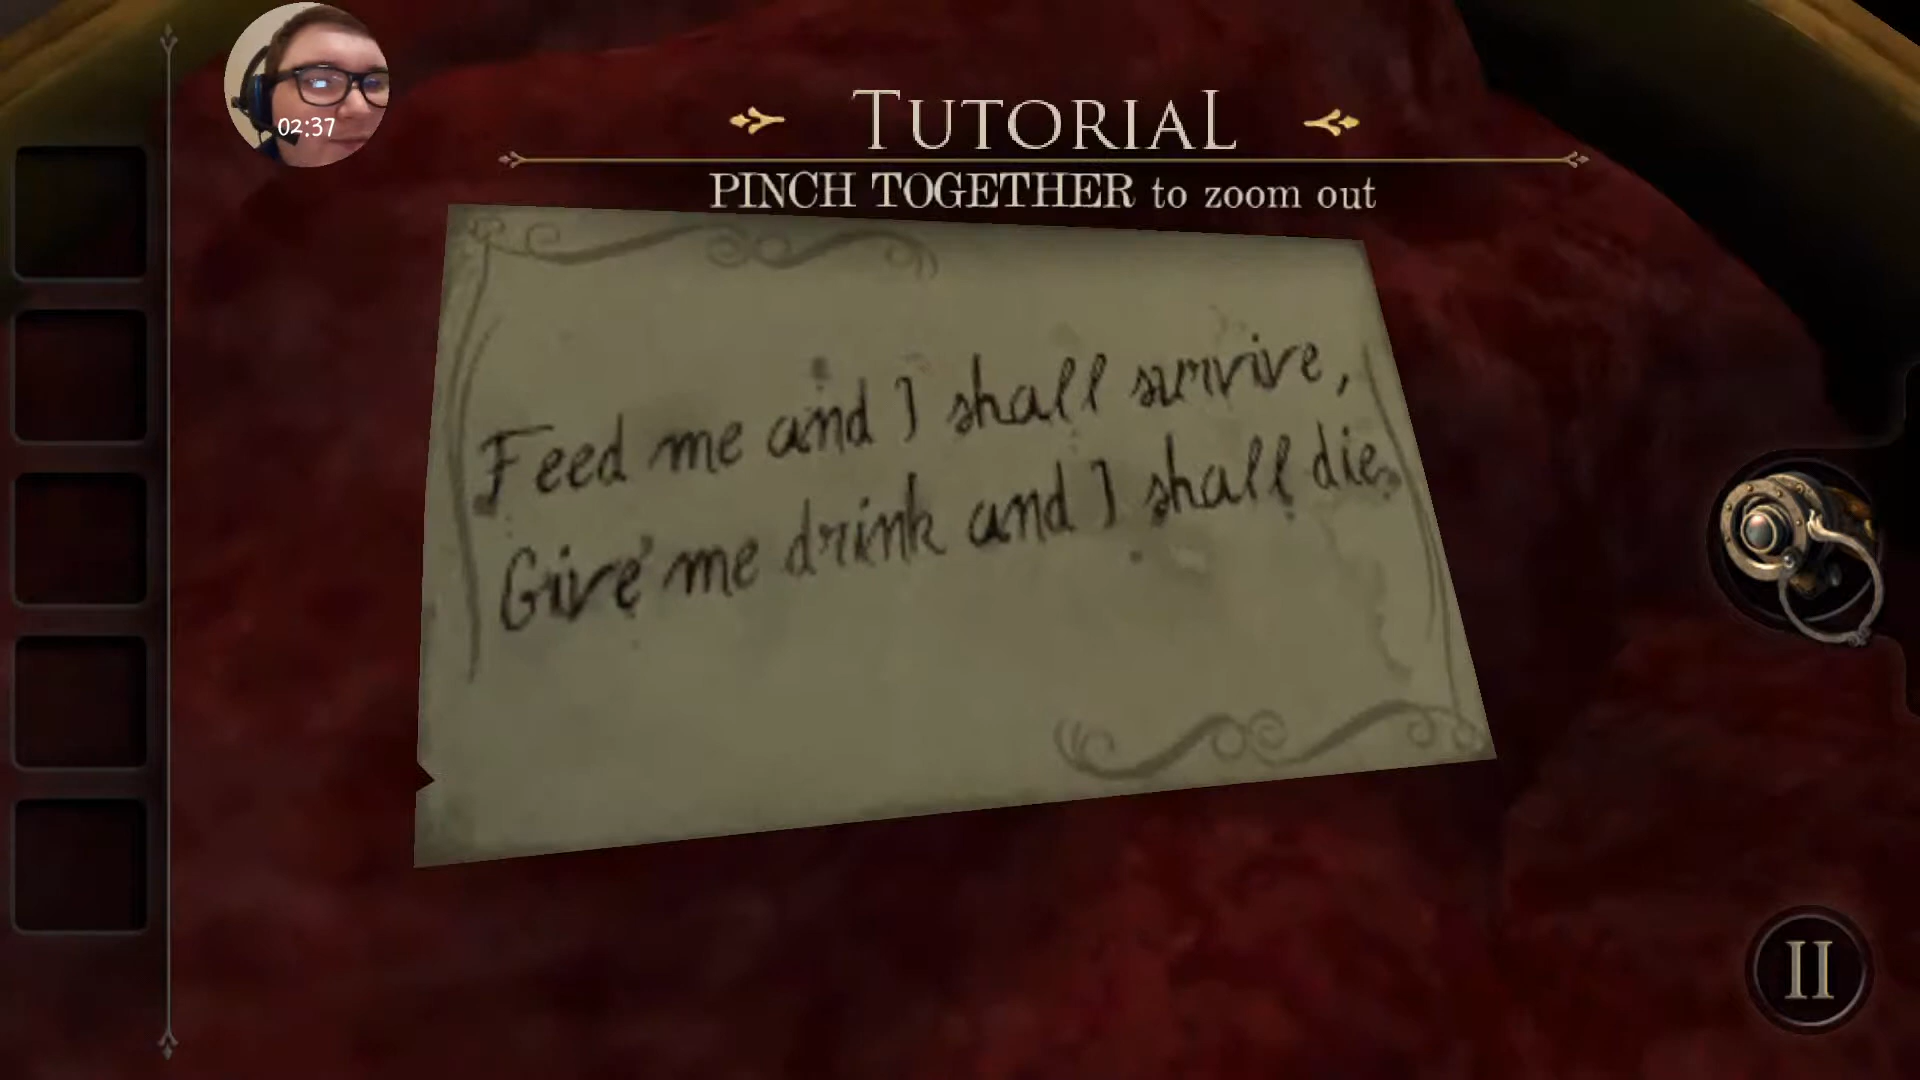 02:37
TUTORIAL
PINCH TOGETHER to zoom out
Feed me and I shall survive,
Give me drink and I shall die.
II